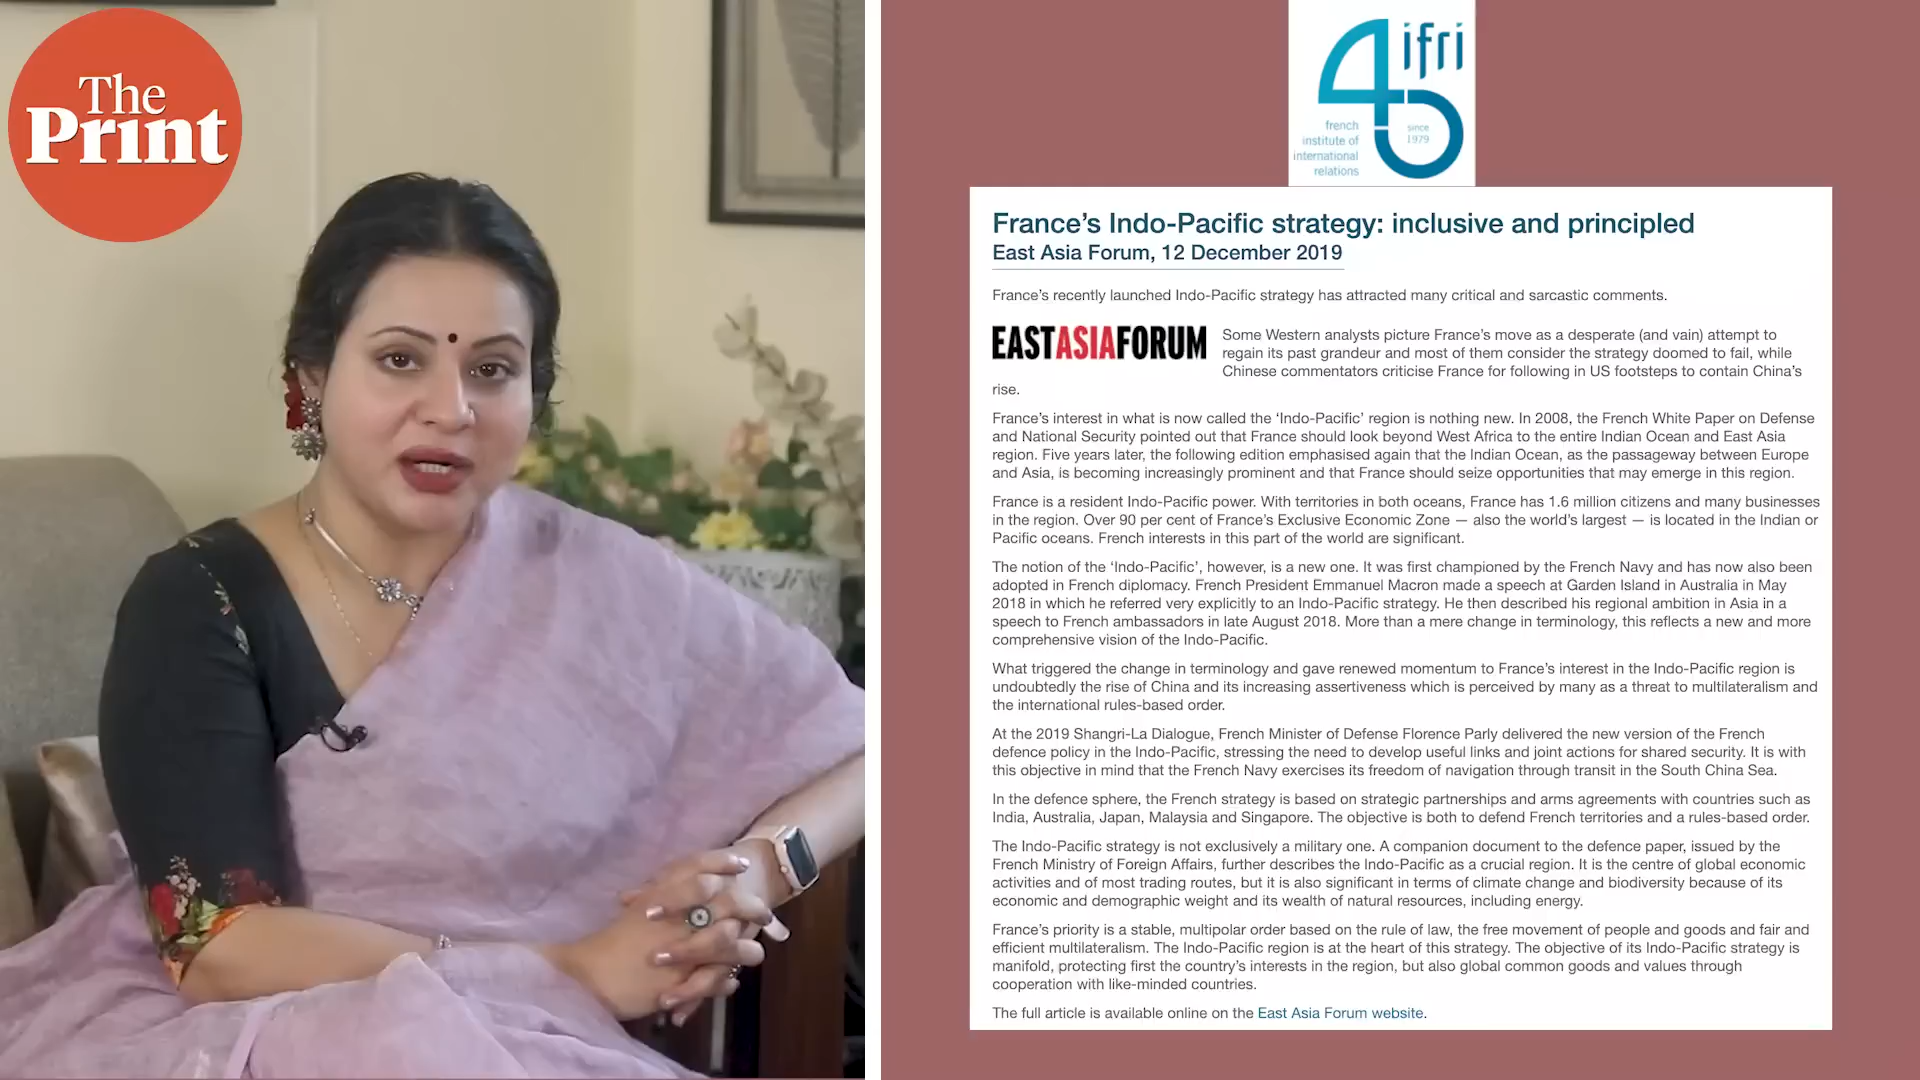 The
Print
ifri
french
institute of
international
relations
since
1979
France’s Indo-Pacific strategy: inclusive and principled
East Asia Forum, 12 December 2019
France’s recently launched Indo-Pacific strategy has attracted many critical and sarcastic comments.
EASTASIAFORUM
Some Western analysts picture France’s move as a desperate (and vain) attempt to
regain its past grandeur and most of them consider the strategy doomed to fail, while
Chinese commentators criticise France for following in US footsteps to contain China’s
rise.
France’s interest in what is now called the ‘Indo-Pacific’ region is nothing new. In 2008, the French White Paper on Defense
and National Security pointed out that France should look beyond West Africa to the entire Indian Ocean and East Asia
region. Five years later, the following edition emphasised again that the Indian Ocean, as the passageway between Europe
and Asia, is becoming increasingly prominent and that France should seize opportunities that may emerge in this region.
France is a resident Indo-Pacific power. With territories in both oceans, France has 1.6 million citizens and many businesses
in the region. Over 90 per cent of France’s Exclusive Economic Zone — also the world’s largest — is located in the Indian or
Pacific oceans. French interests in this part of the world are significant.
The notion of the ‘Indo-Pacific’, however, is a new one. It was first championed by the French Navy and has now also been
adopted in French diplomacy. French President Emmanuel Macron made a speech at Garden Island in Australia in May
2018 in which he referred very explicitly to an Indo-Pacific strategy. He then described his regional ambition in Asia in a
speech to French ambassadors in late August 2018. More than a mere change in terminology, this reflects a new and more
comprehensive vision of the Indo-Pacific.
What triggered the change in terminology and gave renewed momentum to France’s interest in the Indo-Pacific region is
undoubtedly the rise of China and its increasing assertiveness which is perceived by many as a threat to multilateralism and
the international rules-based order.
At the 2019 Shangri-La Dialogue, French Minister of Defense Florence Parly delivered the new version of the French
defence policy in the Indo-Pacific, stressing the need to develop useful links and joint actions for shared security. It is with
this objective in mind that the French Navy exercises its freedom of navigation through transit in the South China Sea.
In the defence sphere, the French strategy is based on strategic partnerships and arms agreements with countries such as
India, Australia, Japan, Malaysia and Singapore. The objective is both to defend French territories and a rules-based order.
The Indo-Pacific strategy is not exclusively a military one. A companion document to the defence paper, issued by the
French Ministry of Foreign Affairs, further describes the Indo-Pacific as a crucial region. It is the centre of global economic
activities and of most trading routes, but it is also significant in terms of climate change and biodiversity because of its
economic and demographic weight and its wealth of natural resources, including energy.
France’s priority is a stable, multipolar order based on the rule of law, the free movement of people and goods and fair and
efficient multilateralism. The Indo-Pacific region is at the heart of this strategy. The objective of its Indo-Pacific strategy is
manifold, protecting first the country’s interests in the region, but also global common goods and values through
cooperation with like-minded countries.
The full article is available online on the East Asia Forum website.